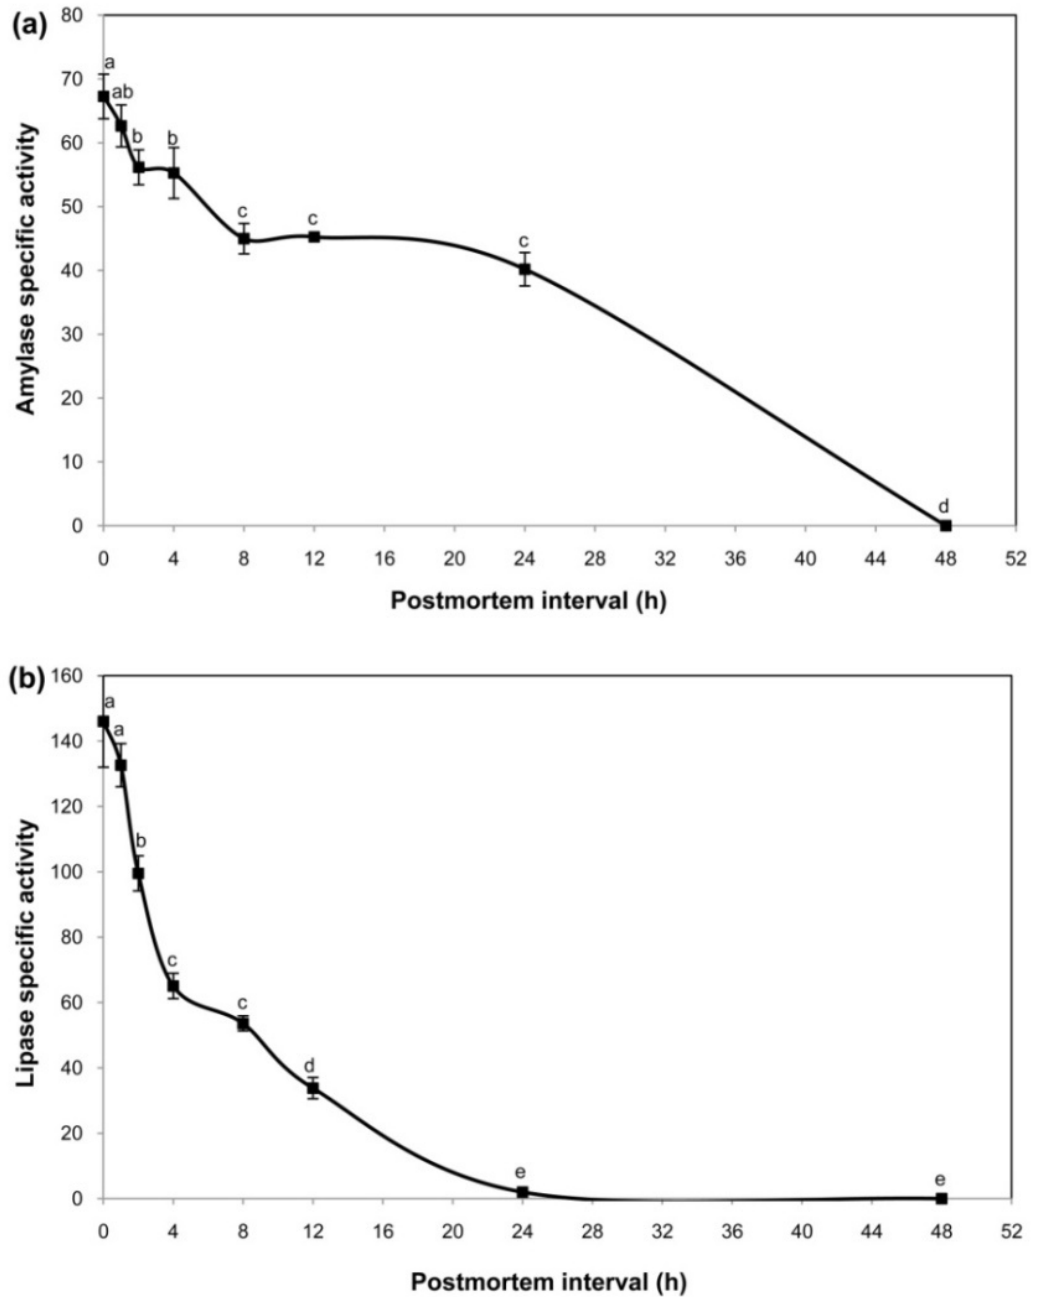 (a)
80
70
60
50
40
30
20
10
0
Amylase specific activity
a
ab
b
b
c
c
c
d
0 4 8 12 16 20 24 28 32 36 40 44 48 52
Postmortem interval (h)
(b)
160
140
120
100
80
60
40
20
0
Lipase specific activity
a
a
b
c
c
d
e
e
0 4 8 12 16 20 24 28 32 36 40 44 48 52
Postmortem interval (h)